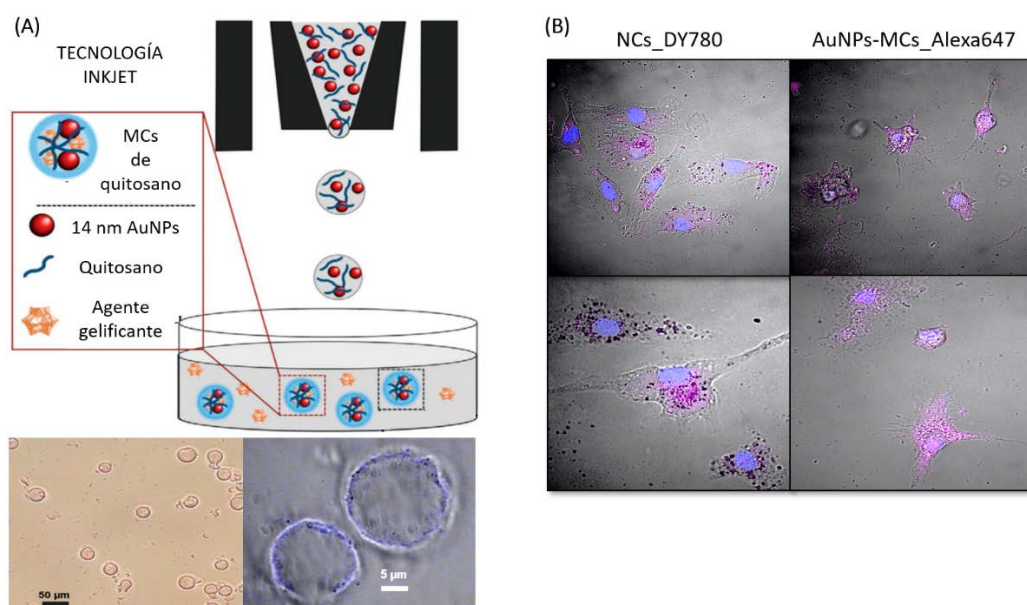 (A)
TECNOLOGÍA
INKJET
MCs
de
quitosano
14 nm AuNPs
Quitosano
Agente
gelificante
50 µm
5 µm
(B)
NCs_DY780
AuNPs-MCs_Alexa647